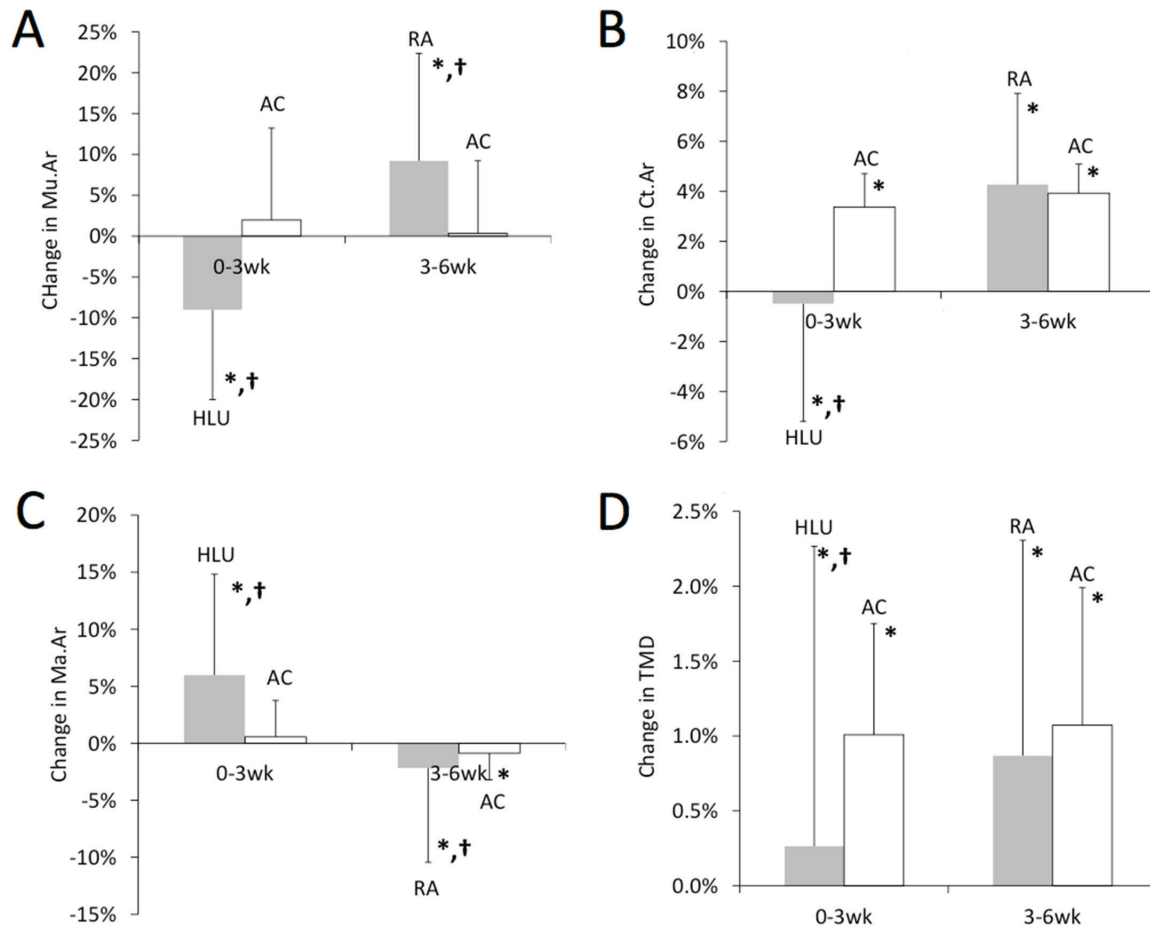 A
CHange in Mu.Ar
25%
20%
15%
10%
5%
0%
-5%
-10%
-15%
-20%
-25%
RA
*,†
AC
AC
0-3wk
3-6wk
*,†
HLU
B
Change in Ct.Ar
10%
8%
6%
4%
2%
0%
-2%
-4%
-6%
RA
*
AC
*
AC
*
0-3wk
3-6wk
*,†
HLU
C
Change in Ma.Ar
20%
15%
10%
5%
0%
-5%
-10%
-15%
HLU
*,†
AC
0-3wk
3-6wk
*
AC
*,†
RA
D
Change in TMD
2.5%
2.0%
1.5%
1.0%
0.5%
0.0%
HLU
*,†
AC
*
RA
*
AC
*
0-3wk
3-6wk